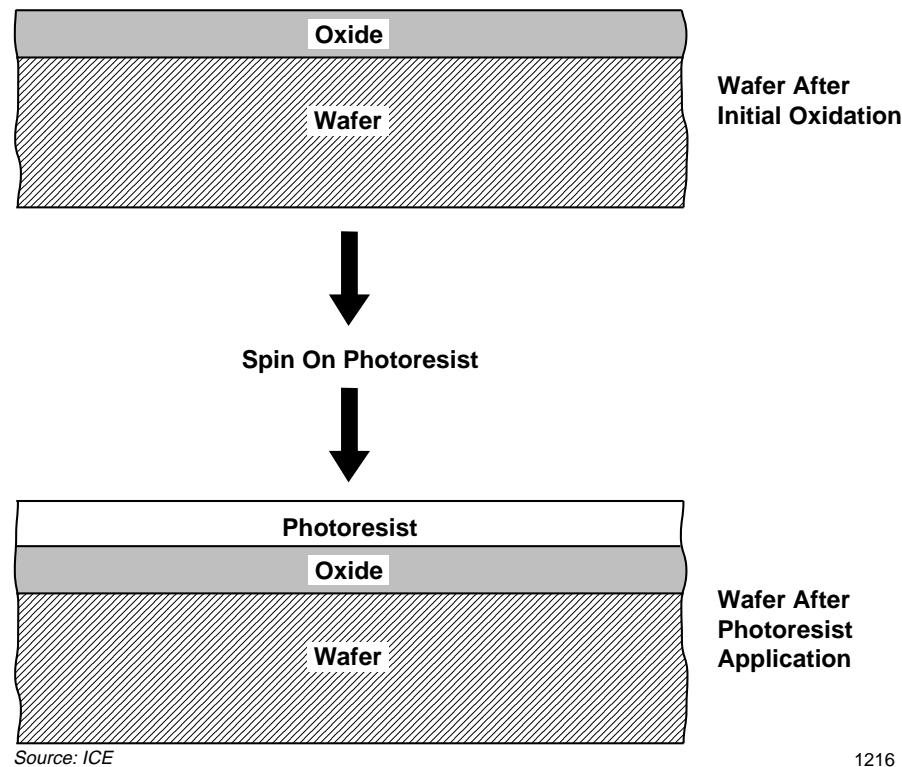 Oxide
Wafer
Wafer After
Initial Oxidation
Spin On Photoresist
Photoresist
Oxide
Wafer
Wafer After
Photoresist
Application
Source: ICE
1216